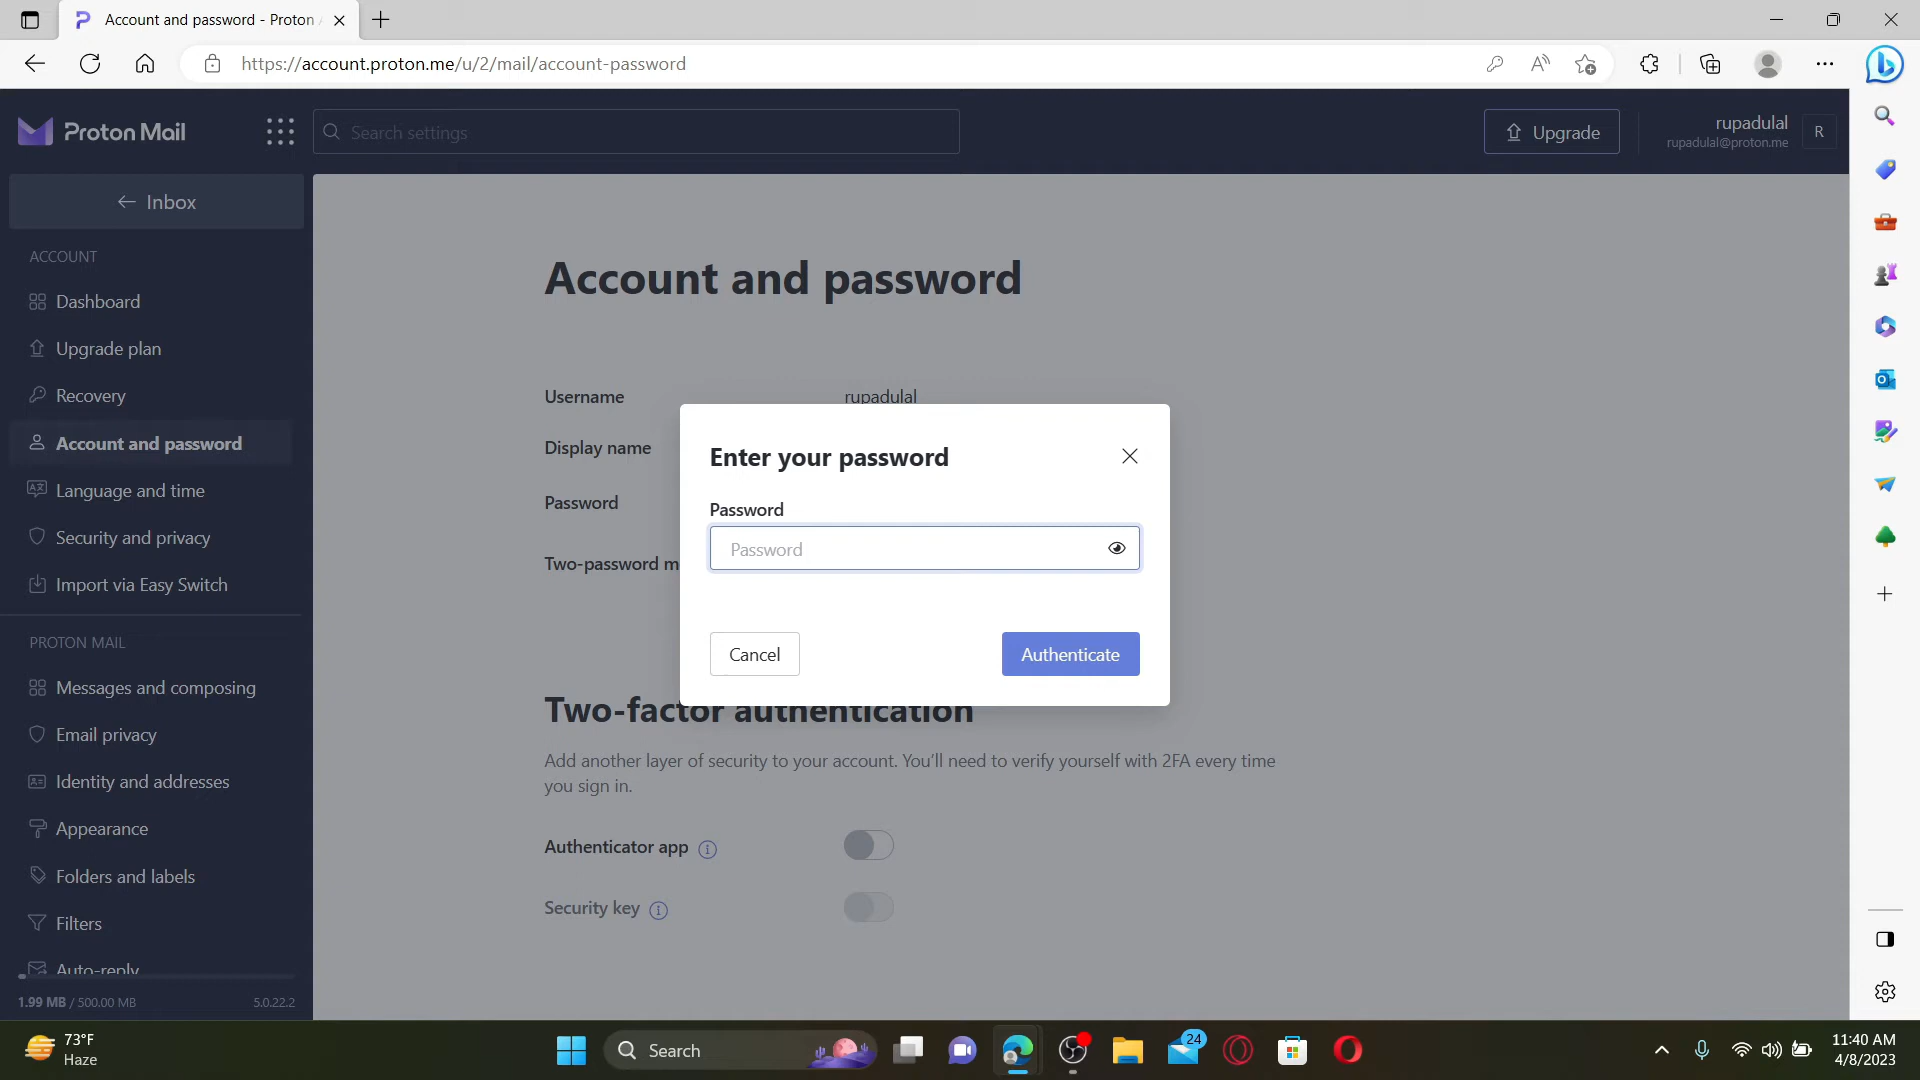 Account and password - Proton
https://account.proton.me/u/2/mail/account-password
Proton Mail
Search settings
Upgrade
rupadulal
rupadulal@proton.me
R
Inbox
ACCOUNT
Dashboard
Upgrade plan
Recovery
Account and password
Language and time
Security and privacy
Import via Easy Switch
PROTON MAIL
Messages and composing
Email privacy
Identity and addresses
Appearance
Folders and labels
Filters
Auto-reply
1.99 MB / 500.00 MB
5.0.22.2
Account and password
Username
rupadulal
Display name
Password
Two-password m
Enter your password
Password
Password
Cancel
Authenticate
Two-factor authentication
Add another layer of security to your account. You'll need to verify yourself with 2FA every time
you sign in.
Authenticator app
Security key
73°F
Haze
Search
24
11:40 AM
4/8/2023